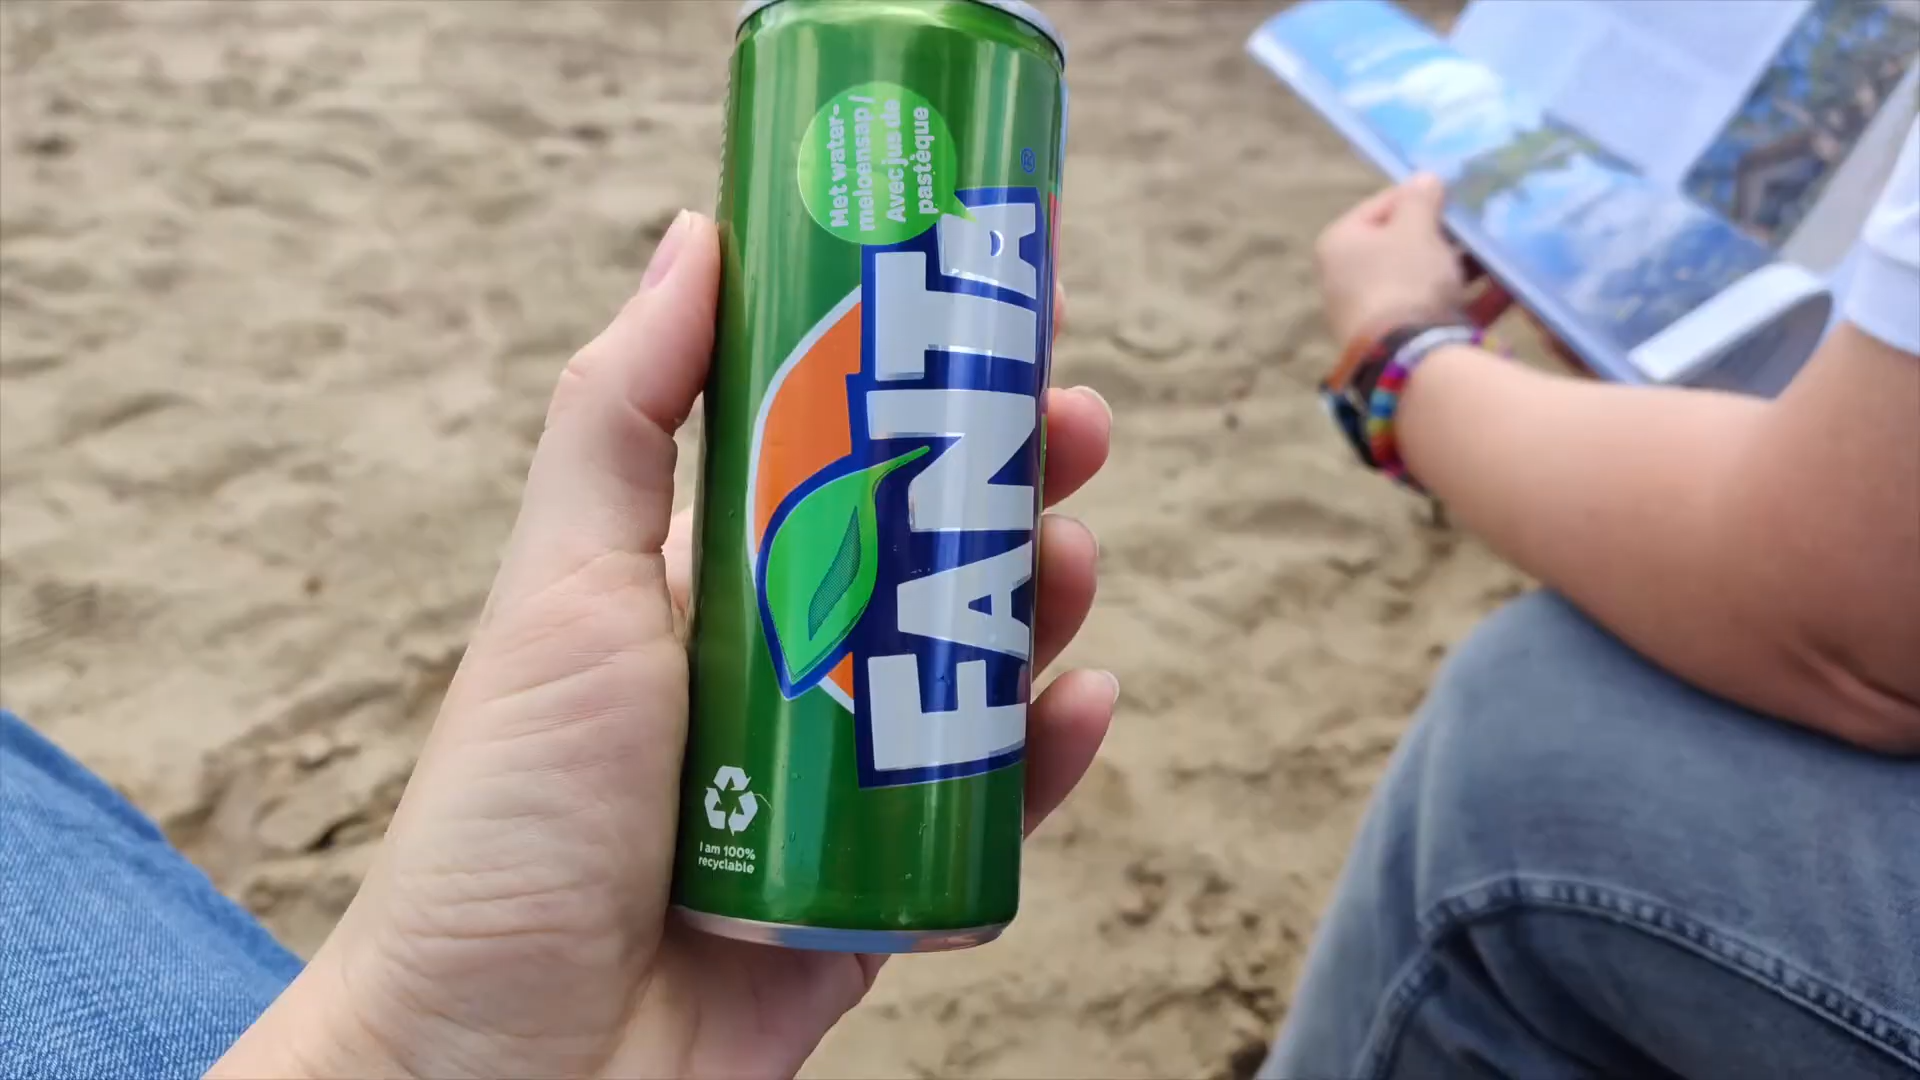 Met water-
meloensap /
Avec jus de
pastèque
FANTA®
I am 100%
recyclable